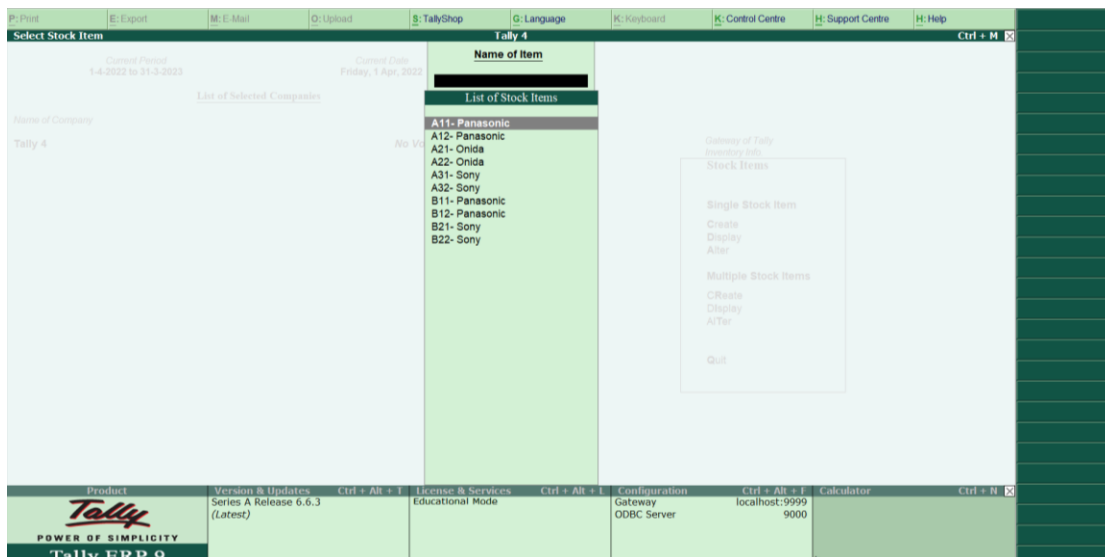 P: Print E: Export M: E-Mail O: Upload S: TallyShop G: Language K: Keyboard K: Control Centre H: Support Centre H: Help
Select Stock Item Tally 4 Ctrl + M
Current Period Current Date Name of Item
1-4-2022 to 31-3-2023 Friday, 1 Apr, 2022
List of Selected Companies List of Stock Items
Name of Company
Tally 4 No Vo
A11- Panasonic
A12- Panasonic
A21- Onida
A22- Onida
A31- Sony
A32- Sony
B11- Panasonic
B12- Panasonic
B21- Sony
B22- Sony
Gateway of Tally
Inventory Info.
Stock Items
Single Stock Item
Create
Display
Alter
Multiple Stock Items
CReate
DIsplay
AlTer
Quit
Product Version & Updates Ctrl + Alt + T License & Services Ctrl + Alt + L Configuration Ctrl + Alt + F Calculator Ctrl + N
Tally
POWER OF SIMPLICITY
Tally ERP 9
Series A Release 6.6.3
(Latest)
Educational Mode
Gateway localhost:9999
ODBC Server 9000